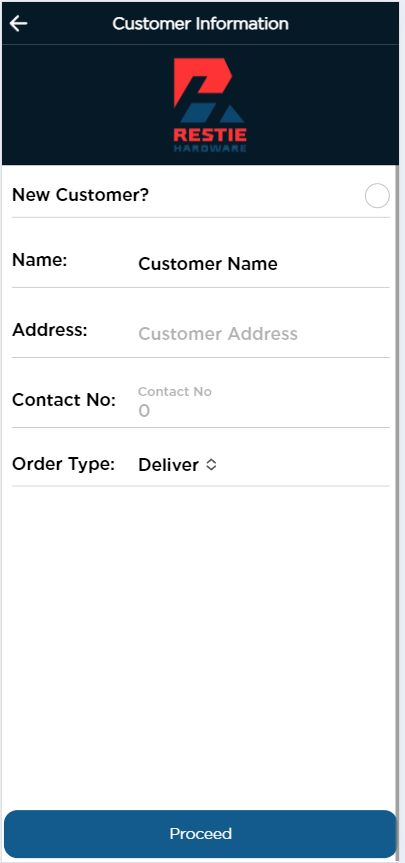 Customer Information
RESTIE
HARDWARE
New Customer?
Name: Customer Name
Address: Customer Address
Contact No: Contact No
0
Order Type: Deliver
Proceed